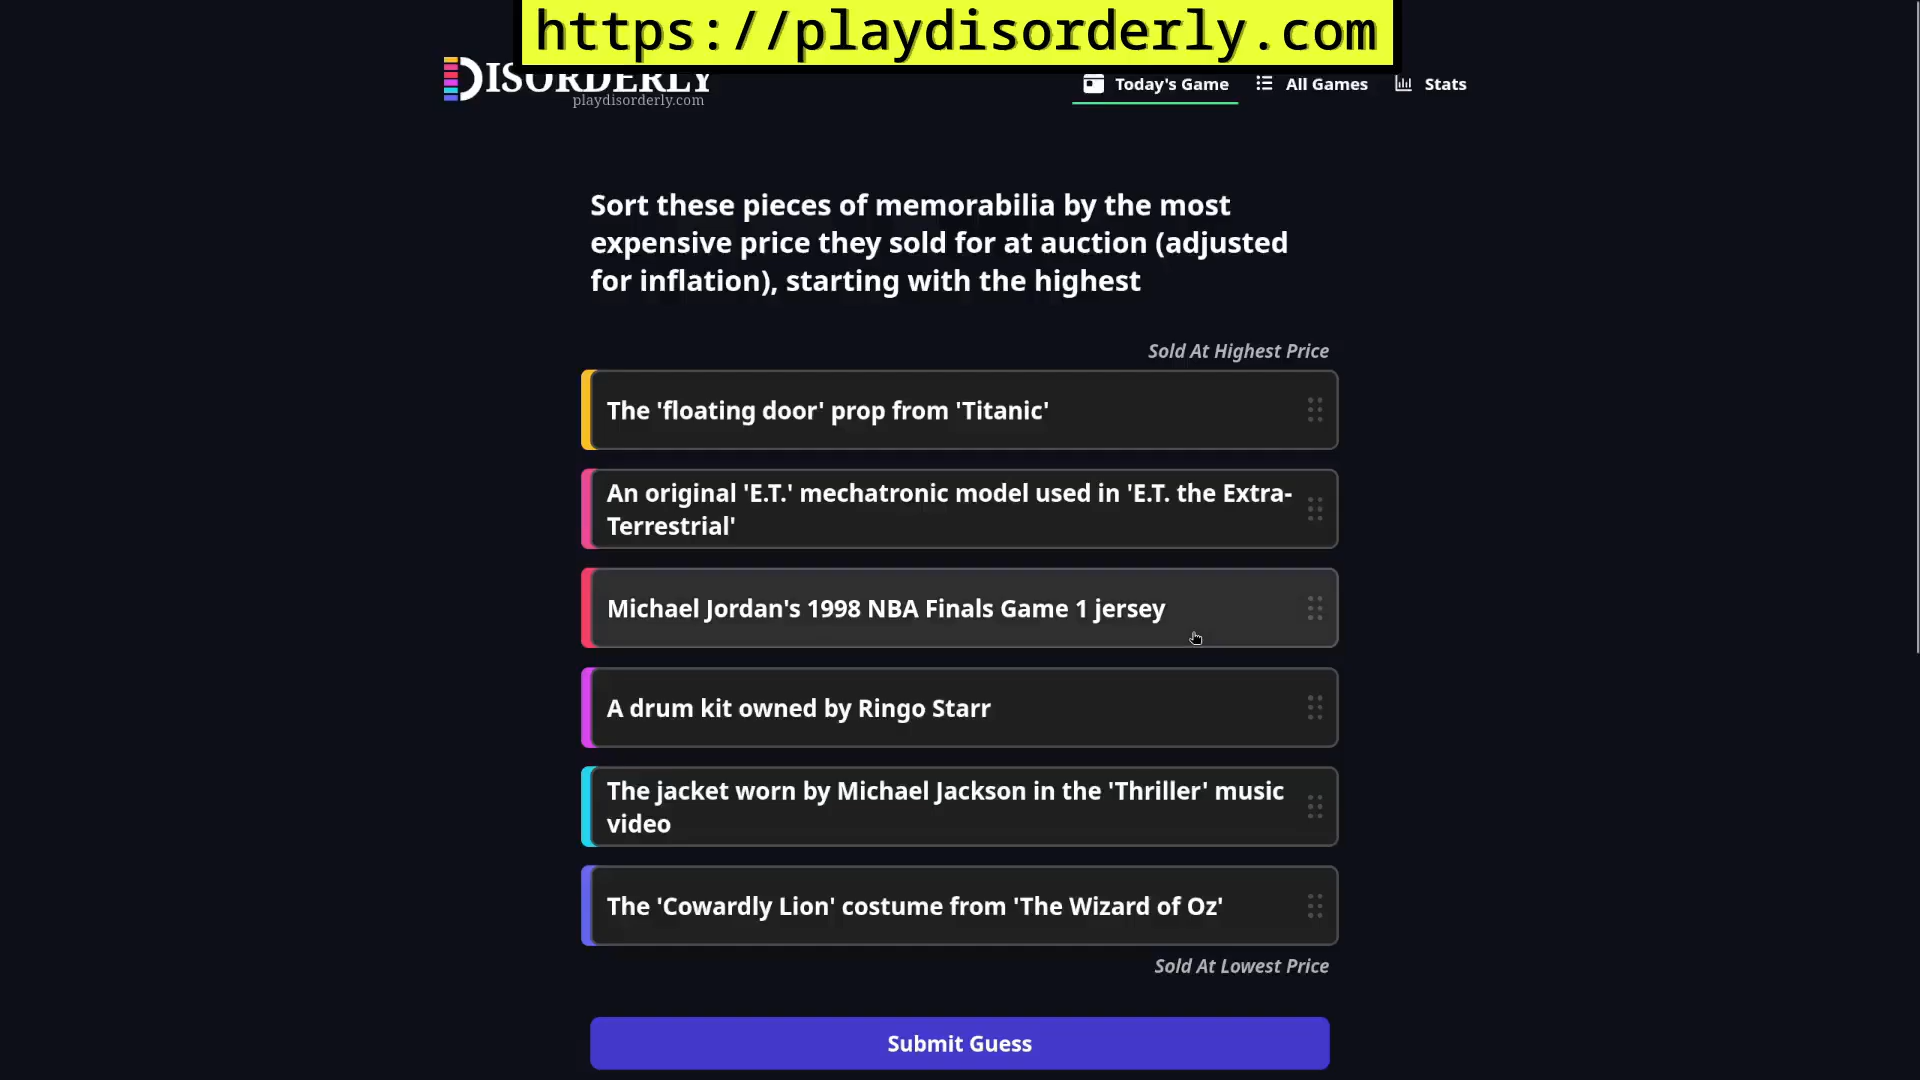 https://playdisorderly.com
DISORDERLY
playdisorderly.com
Today's Game
All Games
Stats
Sort these pieces of memorabilia by the most
expensive price they sold for at auction (adjusted
for inflation), starting with the highest
Sold At Highest Price
The 'floating door' prop from 'Titanic'
An original 'E.T.' mechatronic model used in 'E.T. the Extra-
Terrestrial'
Michael Jordan's 1998 NBA Finals Game 1 jersey
A drum kit owned by Ringo Starr
The jacket worn by Michael Jackson in the 'Thriller' music
video
The 'Cowardly Lion' costume from 'The Wizard of Oz'
Sold At Lowest Price
Submit Guess